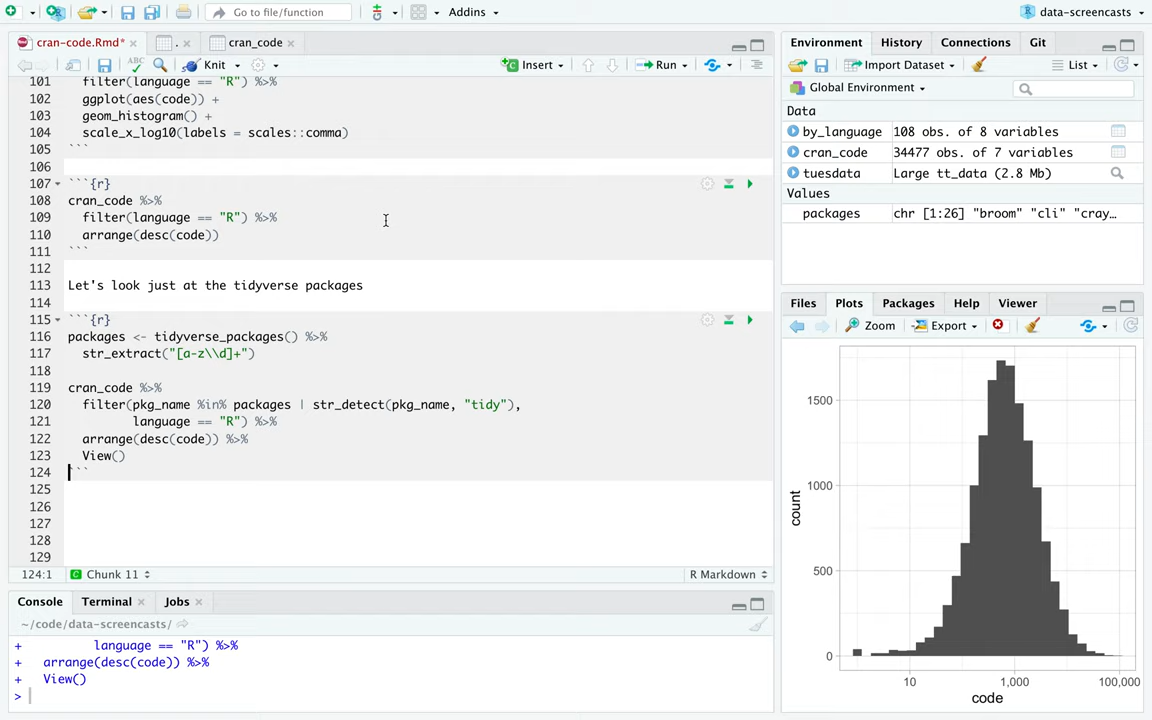 Go to file/function
Addins
data-screencasts
cran-code.Rmd*
.
cran_code
ABC
Knit
Insert
Run
101 filter(language == "R") %>%
102 ggplot(aes(code)) +
103 geom_histogram() +
104 scale_x_log10(labels = scales::comma)
105 ```
106
107 ```{r}
108 cran_code %>%
109 filter(language == "R") %>%
110 arrange(desc(code))
111 ```
112
113 Let's look just at the tidyverse packages
114
115 ```{r}
116 packages <- tidyverse_packages() %>%
117 str_extract("[a-z\\d]+")
118
119 cran_code %>%
120 filter(pkg_name %in% packages | str_detect(pkg_name, "tidy"),
121 language == "R") %>%
122 arrange(desc(code)) %>%
123 View()
124 ```
125
126
127
128
129
124:1 Chunk 11 R Markdown
Console Terminal Jobs
~/code/data-screencasts/
+ language == "R") %>%
+ arrange(desc(code)) %>%
+ View()
>
Environment History Connections Git
Import Dataset List
Global Environment
Data
by_language 108 obs. of 8 variables
cran_code 34477 obs. of 7 variables
tuesdata Large tt_data (2.8 Mb)
Values
packages chr [1:26] "broom" "cli" "cray…
Files Plots Packages Help Viewer
Zoom Export
1500
1000
500
0
count
10 1,000 100,000
code